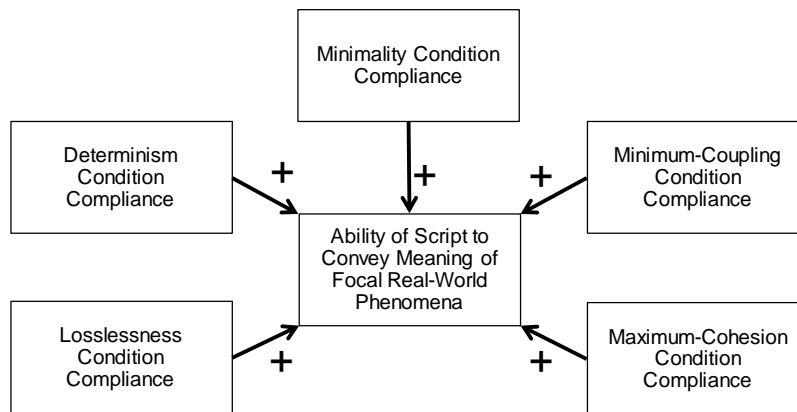 Minimality Condition
Compliance
Determinism
Condition
Compliance
+
+
+
Minimum-Coupling
Condition
Compliance
Ability of Script to
Convey Meaning of
Focal Real-World
Phenomena
Losslessness
Condition
Compliance
+
+
Maximum-Cohesion
Condition
Compliance